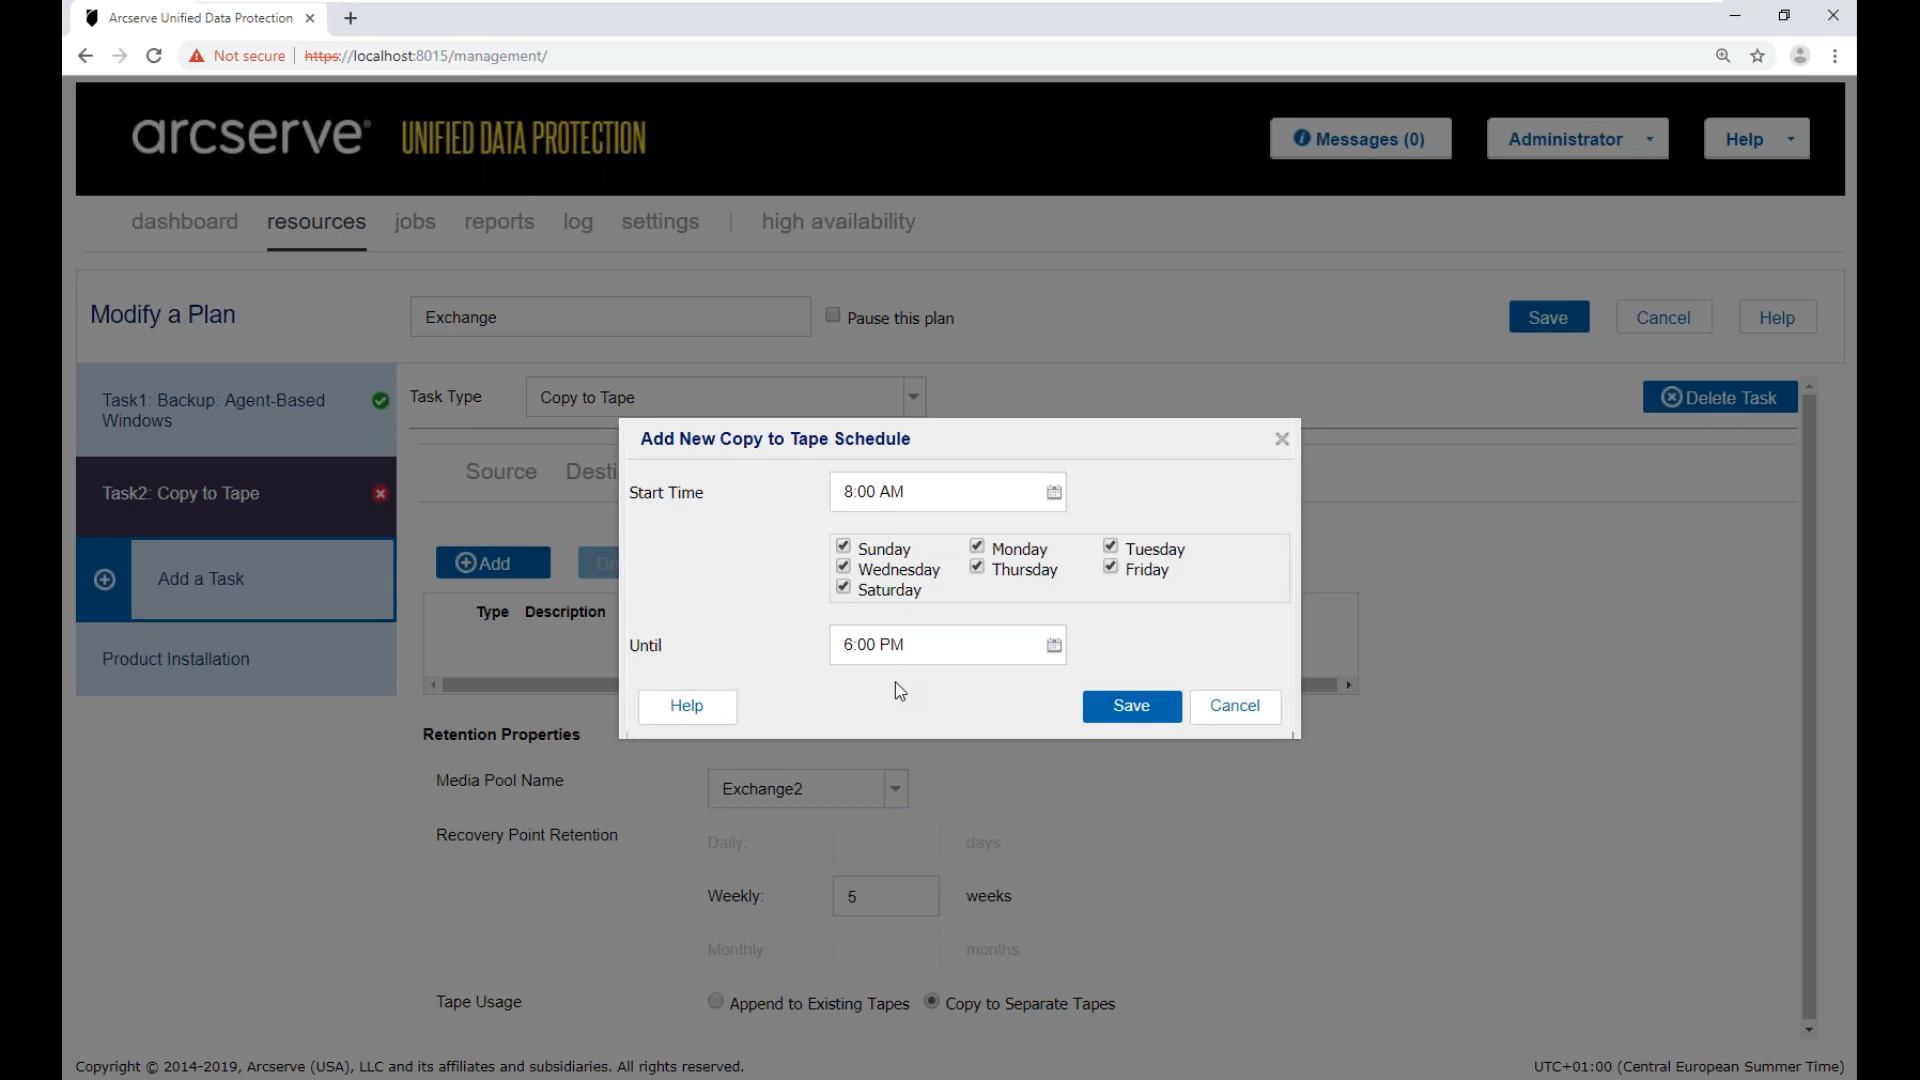 Arcserve Unified Data Protection
Not secure https://localhost:8015/management/
arcserve® UNIFIED DATA PROTECTION
Messages (0) Administrator Help
dashboard resources jobs reports log settings | high availability
Modify a Plan Exchange Pause this plan Save Cancel Help
Task1: Backup: Agent-Based
Windows
Task Type Copy to Tape Delete Task
Add New Copy to Tape Schedule
Source Desti
Task2: Copy to Tape
Start Time 8:00 AM
Sunday Monday Tuesday
Wednesday Thursday Friday
Saturday
Add De
Add a Task
Type Description
Until 6:00 PM
Product Installation
Help Save Cancel
Retention Properties
Media Pool Name Exchange2
Recovery Point Retention Daily: days
Weekly: 5 weeks
Monthly: months
Tape Usage Append to Existing Tapes Copy to Separate Tapes
Copyright © 2014-2019, Arcserve (USA), LLC and its affiliates and subsidiaries. All rights reserved. UTC+01:00 (Central European Summer Time)